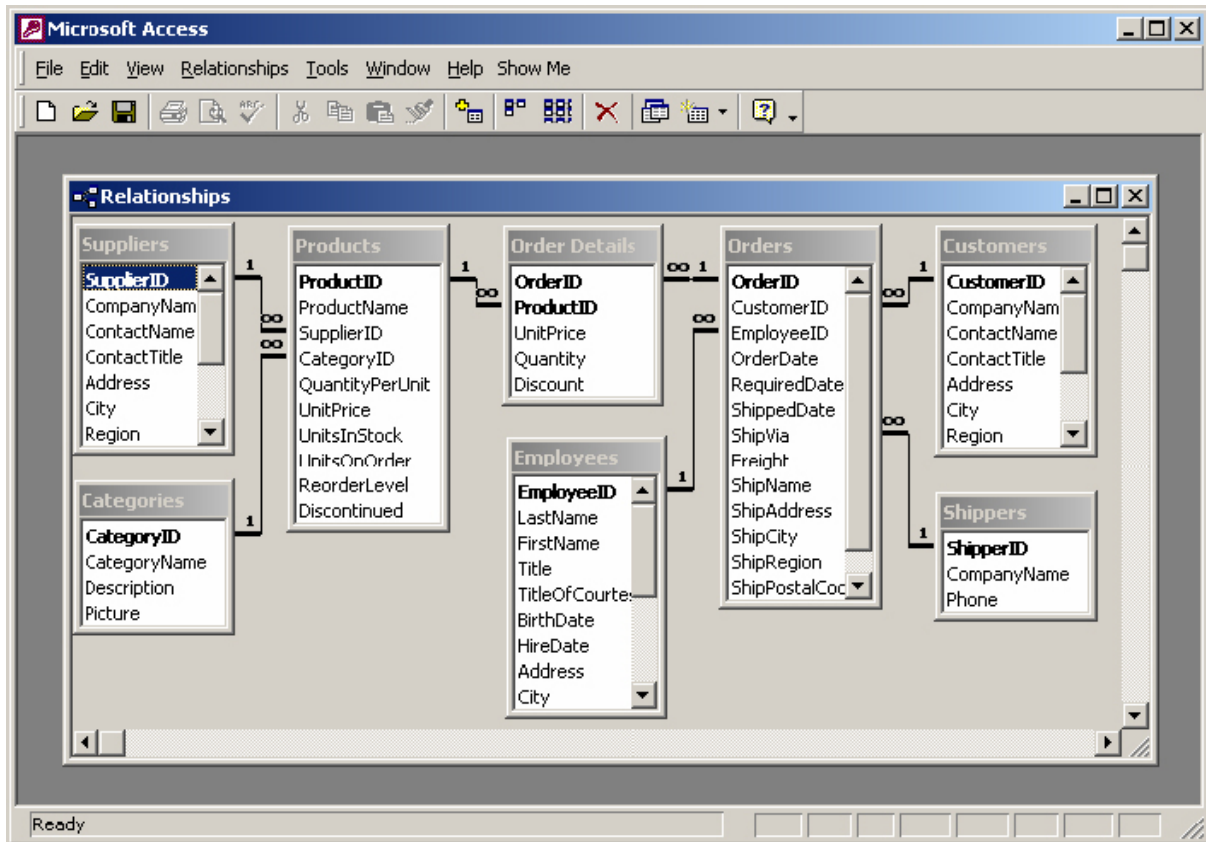 Microsoft Access
File Edit View Relationships Tools Window Help Show Me
Relationships
Suppliers
SupplierID
CompanyNam
ContactName
ContactTitle
Address
City
Region
Categories
CategoryID
CategoryName
Description
Picture
Products
ProductID
ProductName
SupplierID
CategoryID
QuantityPerUnit
UnitPrice
UnitsInStock
UnitsOnOrder
ReorderLevel
Discontinued
Order Details
OrderID
ProductID
UnitPrice
Quantity
Discount
Employees
EmployeeID
LastName
FirstName
Title
TitleOfCourtes
BirthDate
HireDate
Address
City
Orders
OrderID
CustomerID
EmployeeID
OrderDate
RequiredDate
ShippedDate
ShipVia
Freight
ShipName
ShipAddress
ShipCity
ShipRegion
ShipPostalCoc
Customers
CustomerID
CompanyNam
ContactName
ContactTitle
Address
City
Region
Shippers
ShipperID
CompanyName
Phone
1
∞
∞
1
1
∞
∞
1
∞
1
∞
1
∞
1
Ready